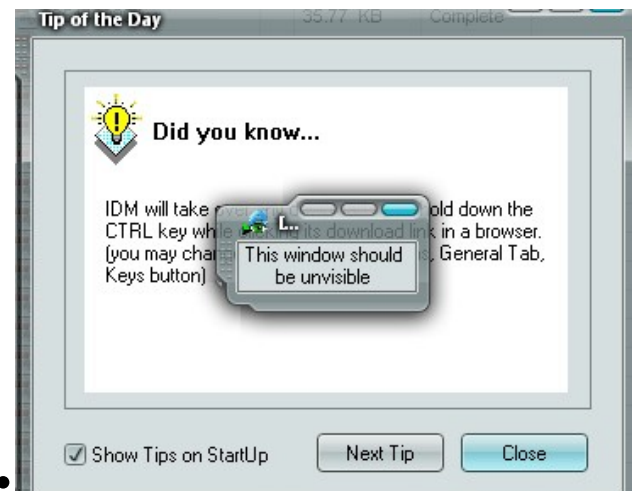 Tip of the Day
35.77 KB Complete
Did you know...
IDM will take old down the
CTRL key while its download link in a browser.
(you may s, General Tab,
Keys button)
L...
This window should
be unvisible
Show Tips on StartUp
Next Tip Close